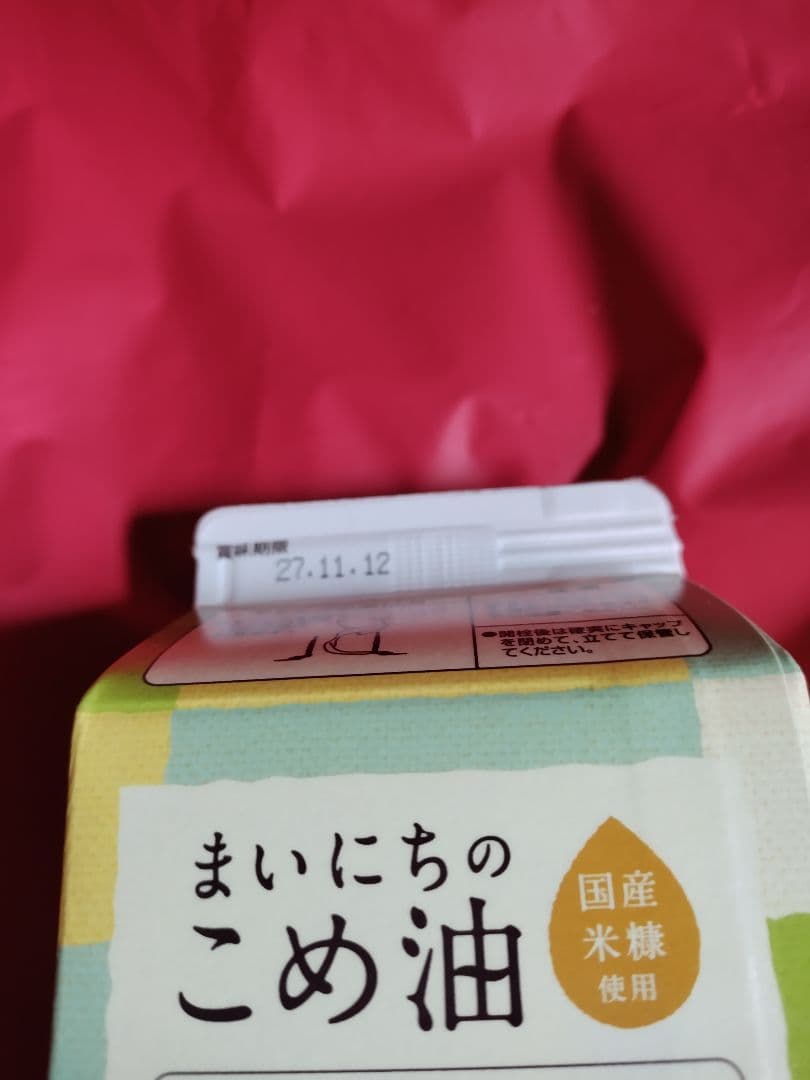 賞味期限
27.11.12
●開栓後は確実にキャップ
を閉めて、立てて保管し
てください。
まいにちの
こめ油
国産
米糠
使用